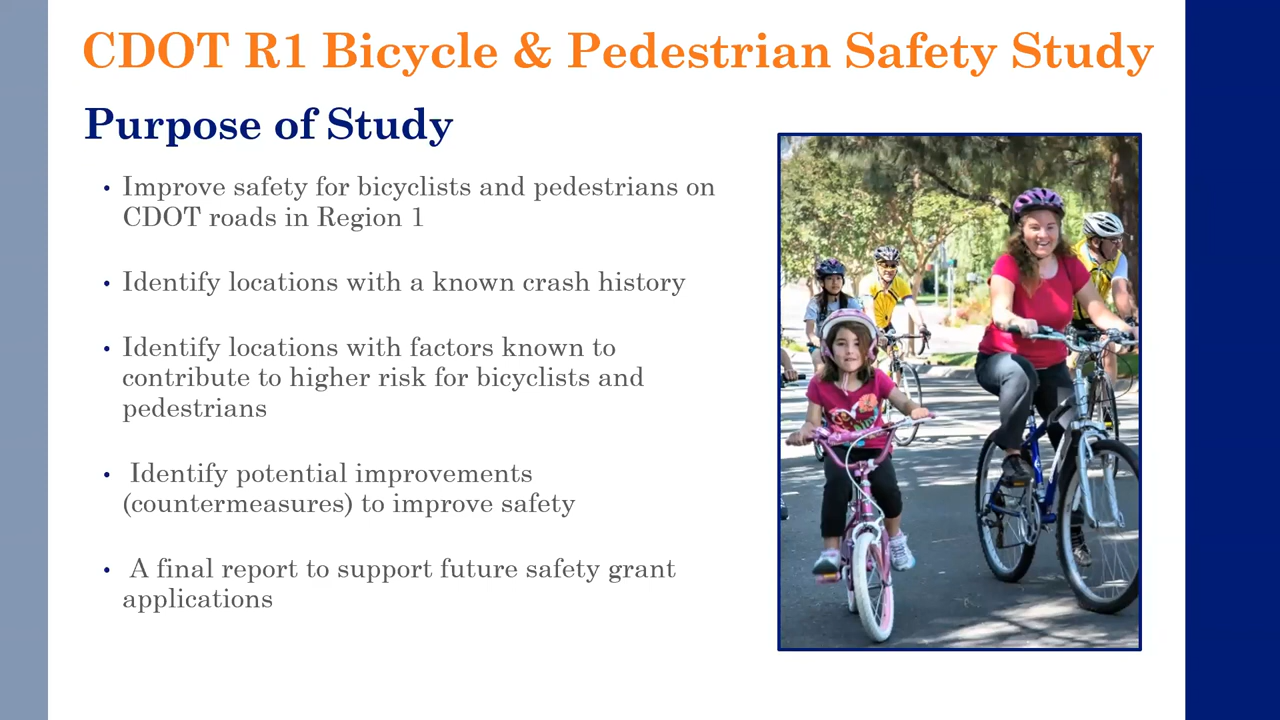 CDOT R1 Bicycle & Pedestrian Safety Study
Purpose of Study
• Improve safety for bicyclists and pedestrians on
CDOT roads in Region 1
• Identify locations with a known crash history
• Identify locations with factors known to
contribute to higher risk for bicyclists and
pedestrians
• Identify potential improvements
(countermeasures) to improve safety
• A final report to support future safety grant
applications